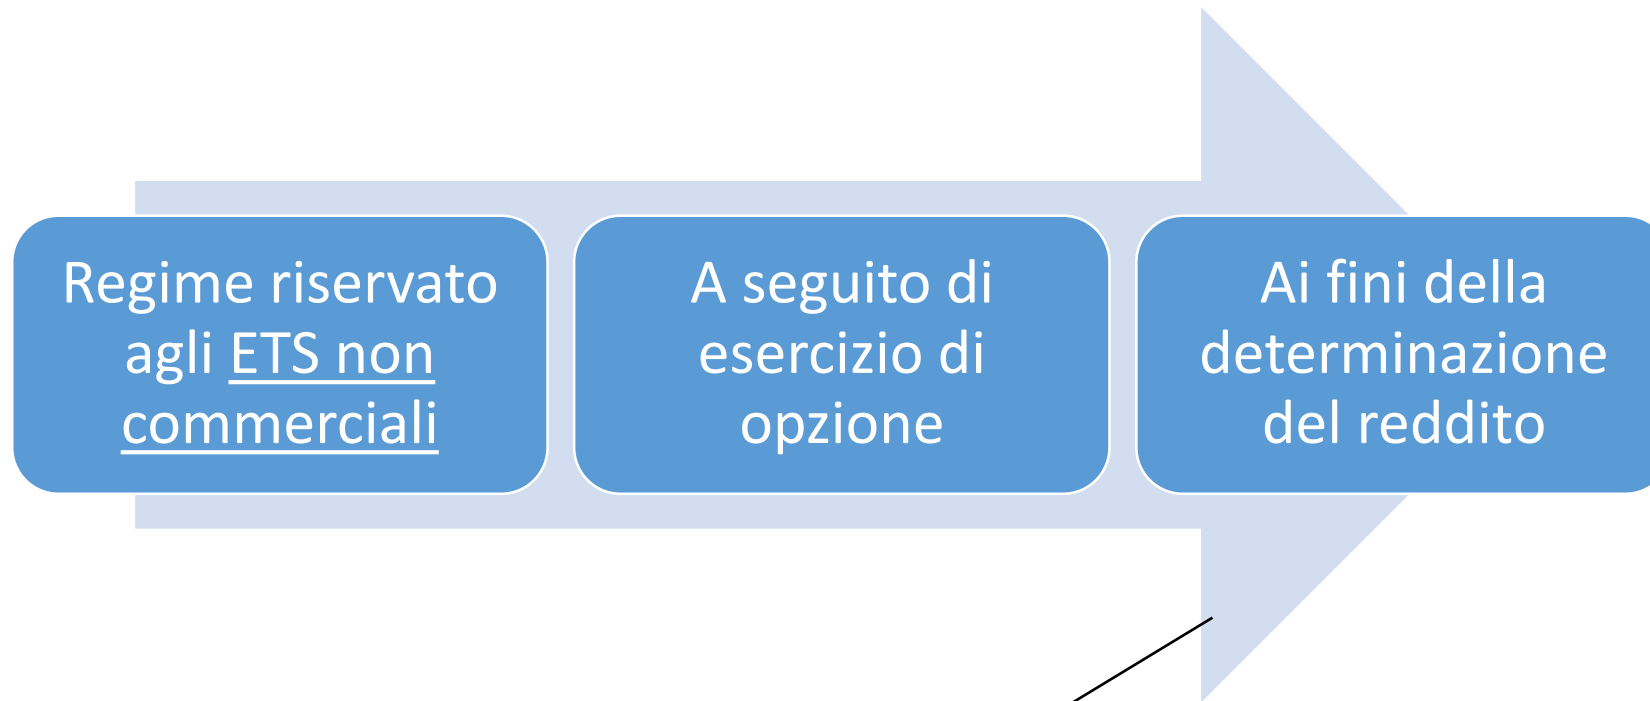 Regime riservato
agli ETS non
commerciali
A seguito di
esercizio di
opzione
Ai fini della
determinazione
del reddito